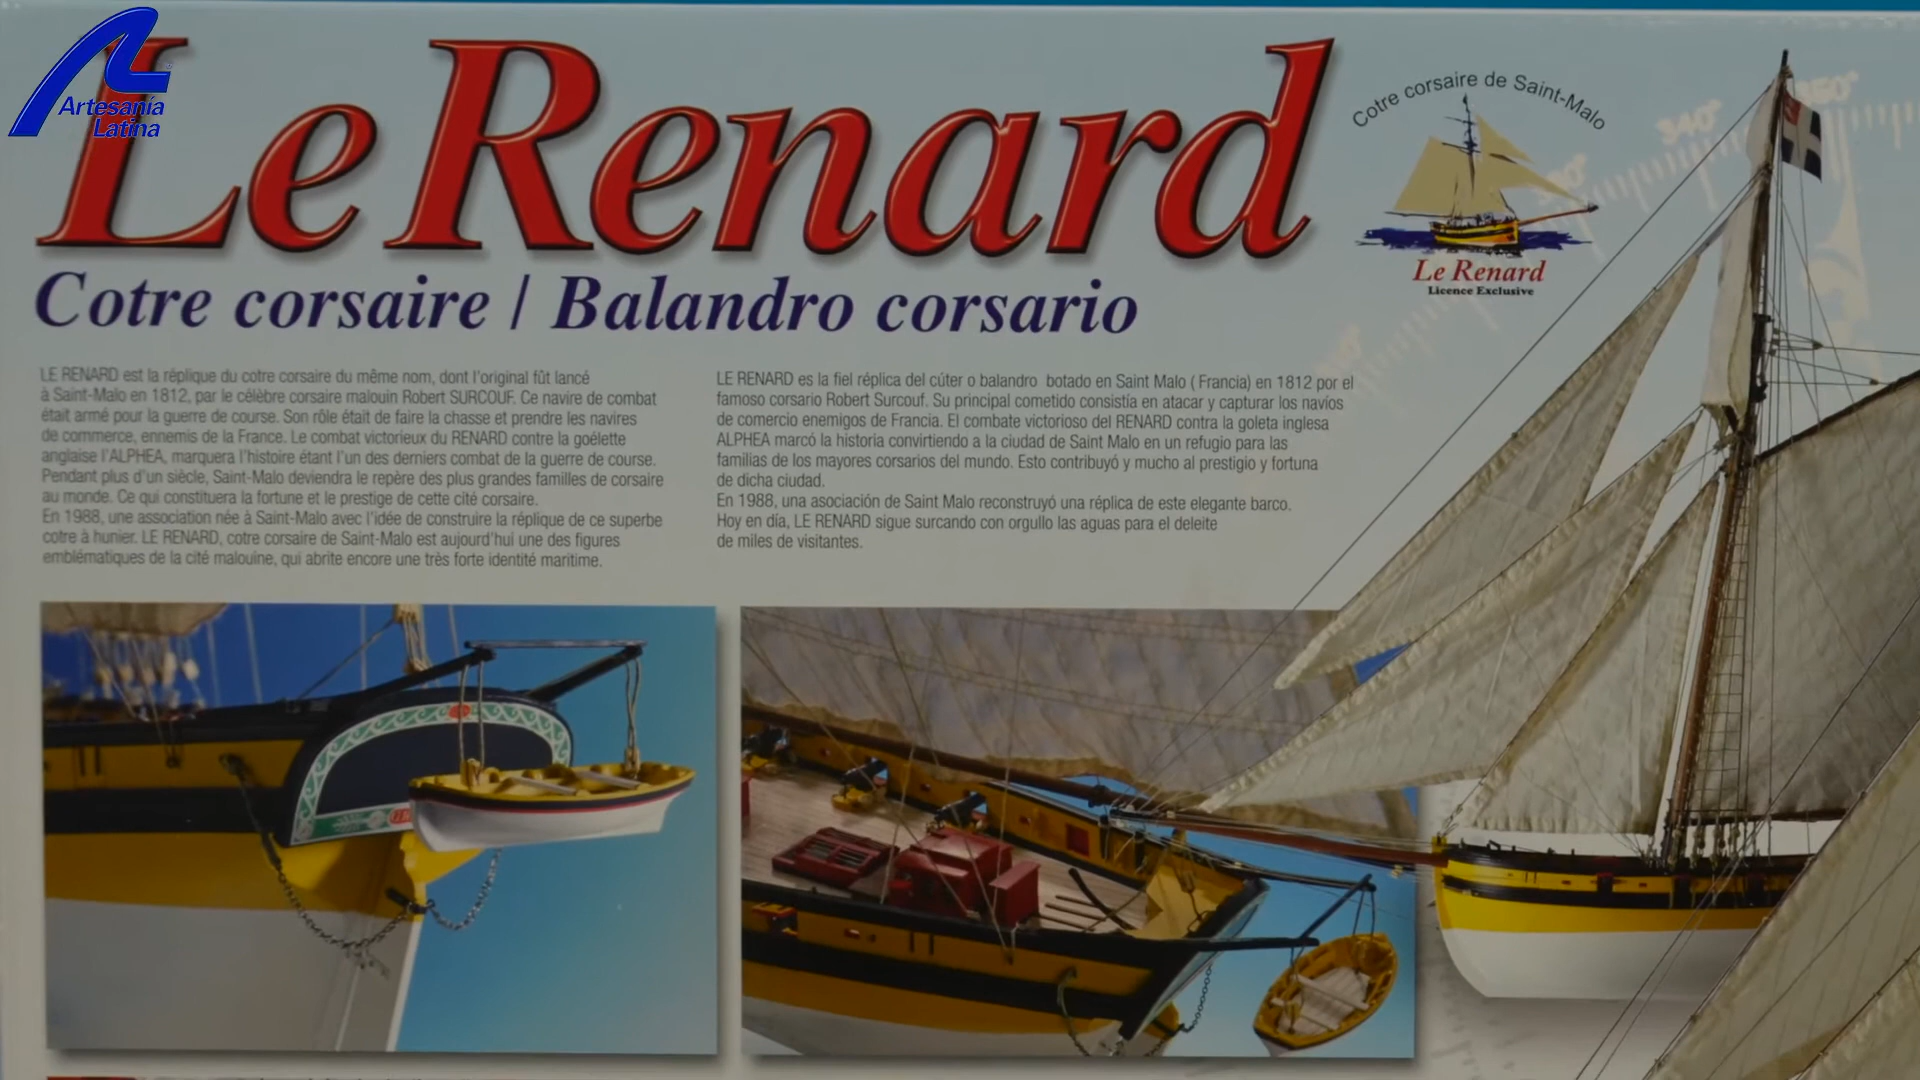 Artesanía
Latina
Le Renard
Cotre corsaire / Balandro corsario
Cotre corsaire de Saint-Malo
Le Renard
Licence Exclusive
LE RENARD est la réplique du cotre corsaire du même nom, dont l'original fût lancé
à Saint-Malo en 1812, par le célèbre corsaire malouin Robert SURCOUF. Ce navire de combat
était armé pour la guerre de course. Son rôle était de faire la chasse et prendre les navires
de commerce, ennemis de la France. Le combat victorieux du RENARD contre la goélette
anglaise l'ALPHEA, marquera l'histoire étant l'un des derniers combat de la guerre de course.
Pendant plus d'un siècle, Saint-Malo deviendra le repère des plus grandes familles de corsaire
au monde. Ce qui constituera la fortune et le prestige de cette cité corsaire.
En 1988, une association née à Saint-Malo avec l'idée de construire la réplique de ce superbe
cotre à hunier. LE RENARD, cotre corsaire de Saint-Malo est aujourd'hui une des figures
emblématiques de la cité malouine, qui abrite encore une très forte identité maritime.
LE RENARD es la fiel réplica del cúter o balandro botado en Saint Malo ( Francia) en 1812 por el
famoso corsario Robert Surcouf. Su principal cometido consistía en atacar y capturar los navíos
de comercio enemigos de Francia. El combate victorioso del RENARD contra la goleta inglesa
ALPHEA marcó la historia convirtiendo a la ciudad de Saint Malo en un refugio para las
familias de los mayores corsarios del mundo. Esto contribuyó y mucho al prestigio y fortuna
de dicha ciudad.
En 1988, una asociación de Saint Malo reconstruyó una réplica de este elegante barco.
Hoy en día, LE RENARD sigue surcando con orgullo las aguas para el deleite
de miles de visitantes.
340°